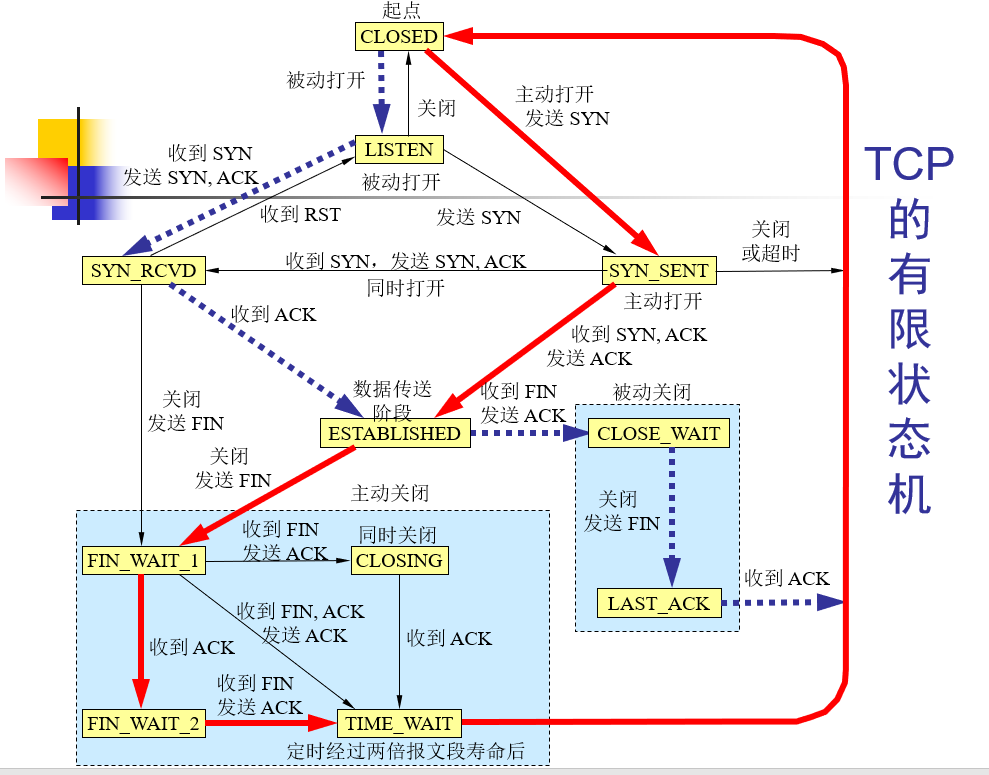 起点
CLOSED
被动打开
关闭
主动打开
发送 SYN
LISTEN
被动打开
收到 SYN
发送 SYN, ACK
收到 RST
发送 SYN
TCP
的
有
限
状
态
机
SYN_RCVD
收到 SYN，发送 SYN, ACK
同时打开
SYN_SENT
主动打开
关闭
或超时
收到 ACK
收到 SYN, ACK
发送 ACK
关闭
发送 FIN
数据传送
阶段
ESTABLISHED
收到 FIN
发送 ACK
被动关闭
CLOSE_WAIT
关闭
发送 FIN
主动关闭
关闭
发送 FIN
LAST_ACK
收到 ACK
FIN_WAIT_1
收到 FIN
发送 ACK
同时关闭
CLOSING
收到 FIN, ACK
发送 ACK
收到 ACK
收到 ACK
FIN_WAIT_2
收到 FIN
发送 ACK
TIME_WAIT
定时经过两倍报文段寿命后